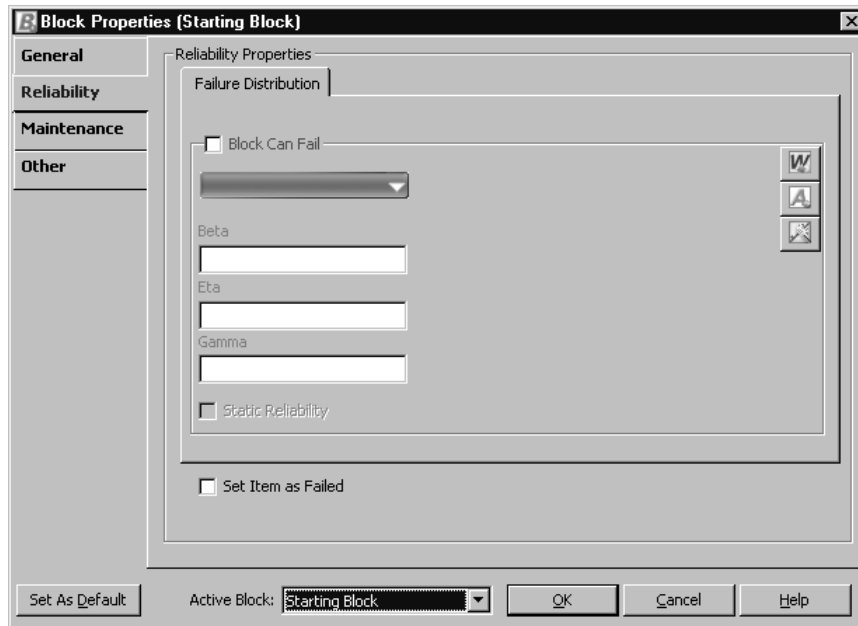 Block Properties (Starting Block)
General
Reliability
Maintenance
Other
Reliability Properties
Failure Distribution
Block Can Fail
W
A
Beta
Eta
Gamma
Static Reliability
Set Item as Failed
Set As Default
Active Block: Starting Block
OK
Cancel
Help